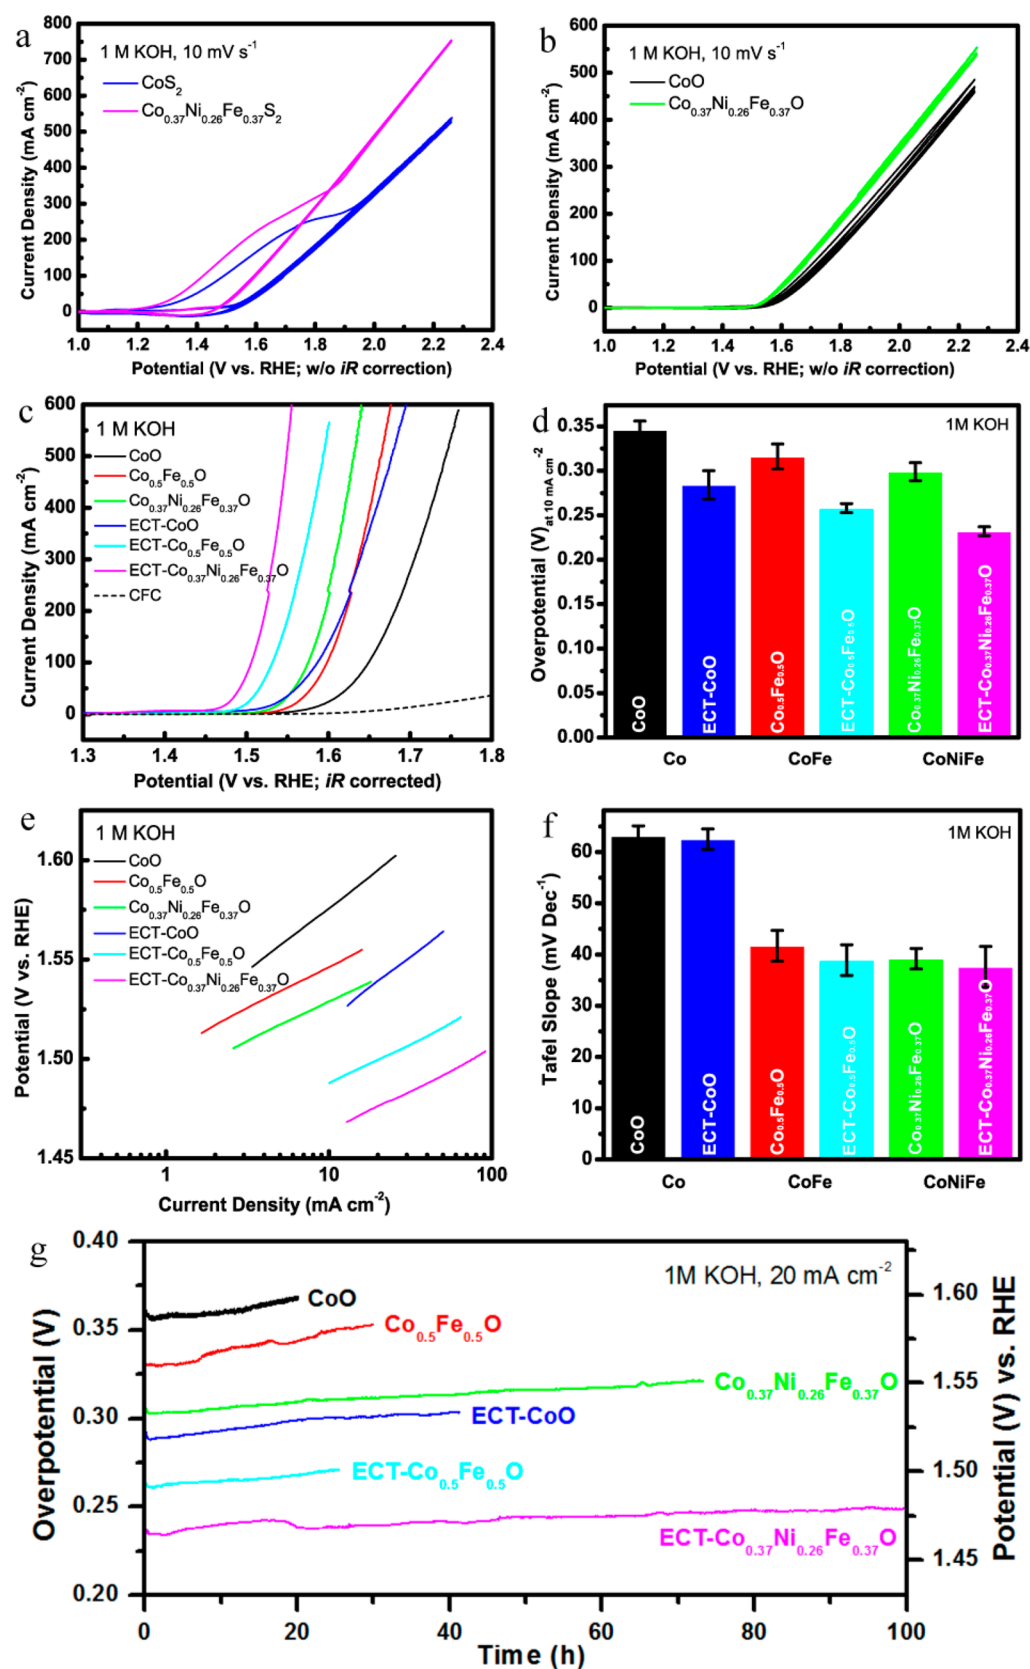 a
800
700
600
500
400
300
200
100
0
1 M KOH, 10 mV s⁻¹
CoS₂
Co₀.₃₇Ni₀.₂₆Fe₀.₃₇S₂
Current Density (mA cm⁻²)
1.0 1.2 1.4 1.6 1.8 2.0 2.2 2.4
Potential (V vs. RHE; w/o iR correction)
b
600
500
400
300
200
100
0
1 M KOH, 10 mV s⁻¹
CoO
Co₀.₃₇Ni₀.₂₆Fe₀.₃₇O
Current Density (mA cm⁻²)
1.0 1.2 1.4 1.6 1.8 2.0 2.2 2.4
Potential (V vs. RHE; w/o iR correction)
c
600
500
400
300
200
100
0
1 M KOH
CoO
Co₀.₅Fe₀.₅O
Co₀.₃₇Ni₀.₂₆Fe₀.₃₇O
ECT-CoO
ECT-Co₀.₅Fe₀.₅O
ECT-Co₀.₃₇Ni₀.₂₆Fe₀.₃₇O
CFC
Current Density (mA cm⁻²)
1.3 1.4 1.5 1.6 1.7 1.8
Potential (V vs. RHE; iR corrected)
d
0.35
0.30
0.25
0.20
0.15
0.10
0.05
0.00
1M KOH
Overpotential (V)at 10 mA cm⁻²
CoO
ECT-CoO
Co₀.₅Fe₀.₅O
ECT-Co₀.₅Fe₀.₅O
Co₀.₃₇Ni₀.₂₆Fe₀.₃₇O
ECT-Co₀.₃₇Ni₀.₂₆Fe₀.₃₇O
Co CoFe CoNiFe
e
1.60
1.55
1.50
1.45
1 M KOH
CoO
Co₀.₅Fe₀.₅O
Co₀.₃₇Ni₀.₂₆Fe₀.₃₇O
ECT-CoO
ECT-Co₀.₅Fe₀.₅O
ECT-Co₀.₃₇Ni₀.₂₆Fe₀.₃₇O
Potential (V vs. RHE)
1 10 100
Current Density (mA cm⁻²)
f
60
50
40
30
20
10
0
1M KOH
Tafel Slope (mV Dec⁻¹)
CoO
ECT-CoO
Co₀.₅Fe₀.₅O
ECT-Co₀.₅Fe₀.₅O
Co₀.₃₇Ni₀.₂₆Fe₀.₃₇O
ECT-Co₀.₃₇Ni₀.₂₆Fe₀.₃₇O
Co CoFe CoNiFe
g
0.40
0.35
0.30
0.25
0.20
Overpotential (V)
1M KOH, 20 mA cm⁻²
CoO
Co₀.₅Fe₀.₅O
Co₀.₃₇Ni₀.₂₆Fe₀.₃₇O
ECT-CoO
ECT-Co₀.₅Fe₀.₅O
ECT-Co₀.₃₇Ni₀.₂₆Fe₀.₃₇O
1.60
1.55
1.50
1.45
Potential (V) vs. RHE
0 20 40 60 80 100
Time (h)